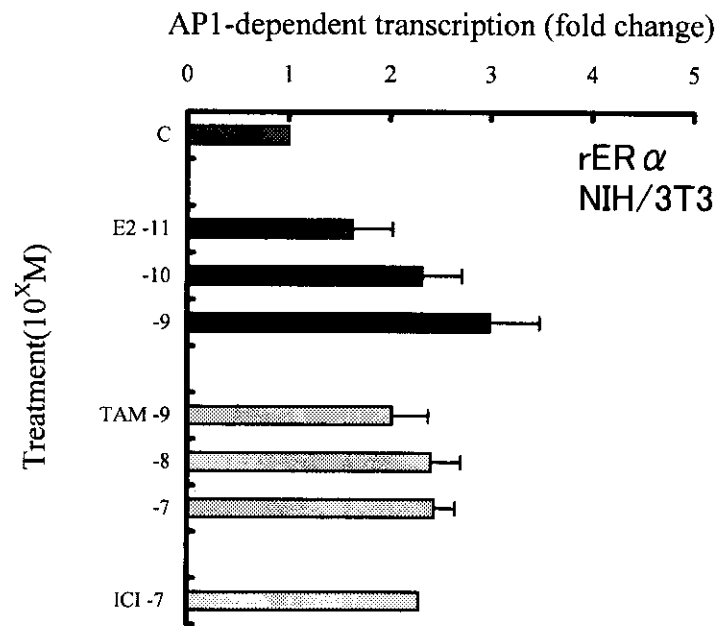 AP1-dependent transcription (fold change)
0 1 2 3 4 5
C
rER α
NIH/3T3
E2 -11
-10
-9
TAM -9
-8
-7
ICI -7
Treatment(10^XM)